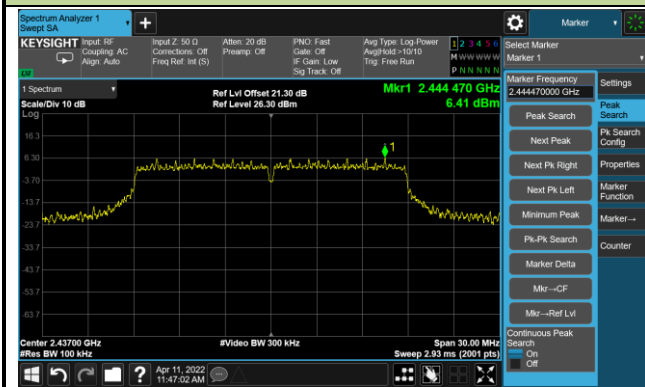 Spectrum Analyzer 1
Swept SA
+
Marker
KEYSIGHT
Input: RF
Coupling: AC
Align: Auto
Input Z: 50 Ω
Corrections: Off
Freq Ref: Int (S)
Atten: 20 dB
Preamp: Off
PNO: Fast
Gate: Off
IF Gain: Low
Sig Track: Off
Avg Type: Log-Power
Avg|Hold:>10/10
Trig: Free Run
1 2 3 4 5 6
M W W W W W
P N N N N N
LXI
Select Marker
Marker 1
1 Spectrum
Scale/Div 10 dB
Log
Ref Lvl Offset 21.30 dB
Ref Level 26.30 dBm
Mkr1 2.444 470 GHz
6.41 dBm
16.3
6.30
-3.70
-13.7
-23.7
-33.7
-43.7
-53.7
-63.7
1
Center 2.43700 GHz
#Res BW 100 kHz
#Video BW 300 kHz
Span 30.00 MHz
Sweep 2.93 ms (2001 pts)
Marker Frequency
2.444470000 GHz
Peak Search
Next Peak
Next Pk Right
Next Pk Left
Minimum Peak
Pk-Pk Search
Marker Delta
Mkr→CF
Mkr→Ref Lvl
Continuous Peak
Search
On
Off
Settings
Peak
Search
Pk Search
Config
Properties
Marker
Function
Marker→
Counter
?
Apr 11, 2022
11:47:02 AM